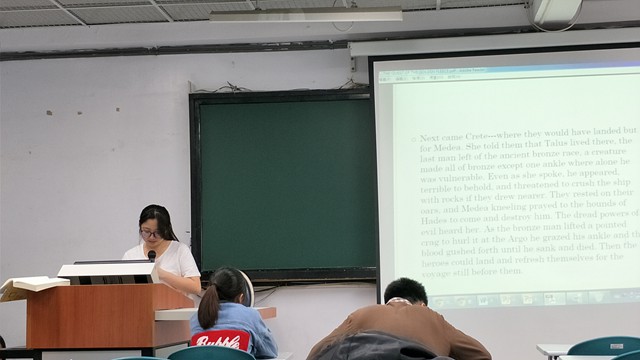 Next came Crete---where they would have landed but
for Medea. She told them that Talus lived there, the
last man left of the ancient bronze race, a creature
made all of bronze except one ankle where alone he
was vulnerable. Even as she spoke, he appeared,
terrible to behold, and threatened to crush the ship
with rocks if they drew nearer. They rested on their
oars, and Medea kneeling prayed to the hounds of
Hades to come and destroy him. The dread powers of
evil heard her. As the bronze man lifted a pointed
crag to hurl it at the Argo he grazed his ankle and the
blood gushed forth until he sank and died. Then the
heroes could land and refresh themselves for the
voyage still before them.
Bubble